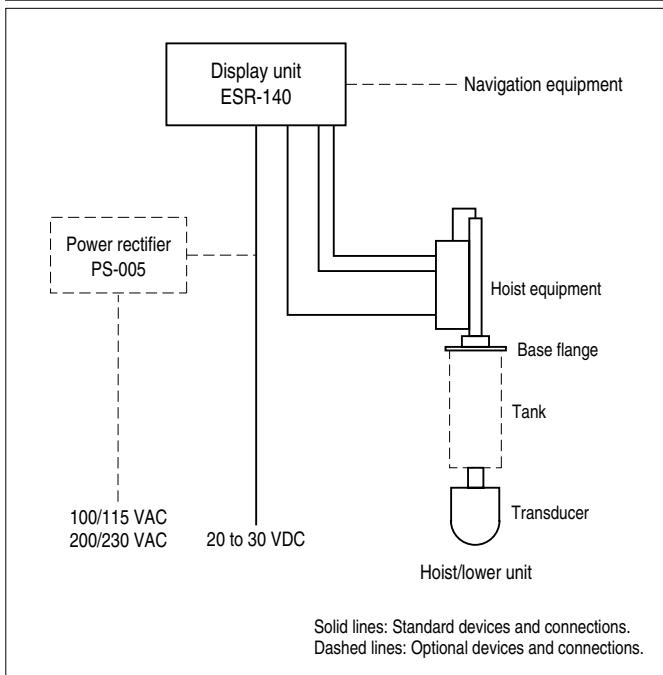 Display unit
ESR-140
Navigation equipment
Power rectifier
PS-005
Hoist equipment
Base flange
Tank
Transducer
100/115 VAC
200/230 VAC
20 to 30 VDC
Hoist/lower unit
Solid lines: Standard devices and connections.
Dashed lines: Optional devices and connections.